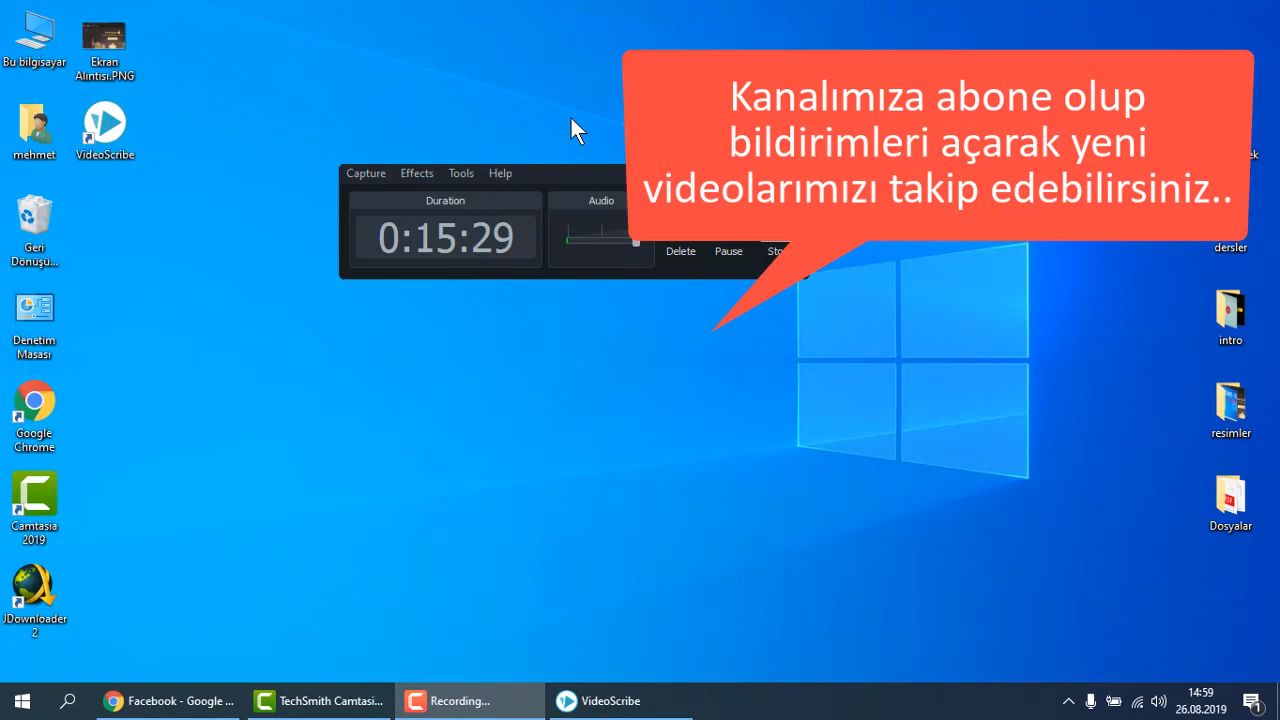 Bu bilgisayar
Ekran
Alıntısı.PNG
mehmet
VideoScribe
Geri
Dönüşü...
Denetim
Masası
Google
Chrome
Camtasia
2019
JDownloader
2
Capture Effects Tools Help
Duration
0:15:29
Audio
Delete Pause
Kanalımıza abone olup
bildirimleri açarak yeni
videolarımızı takip edebilirsiniz..
dersler
intro
resimler
Dosyalar
Facebook - Google ...
TechSmith Camtasi...
Recording...
VideoScribe
14:59
26.08.2019
1